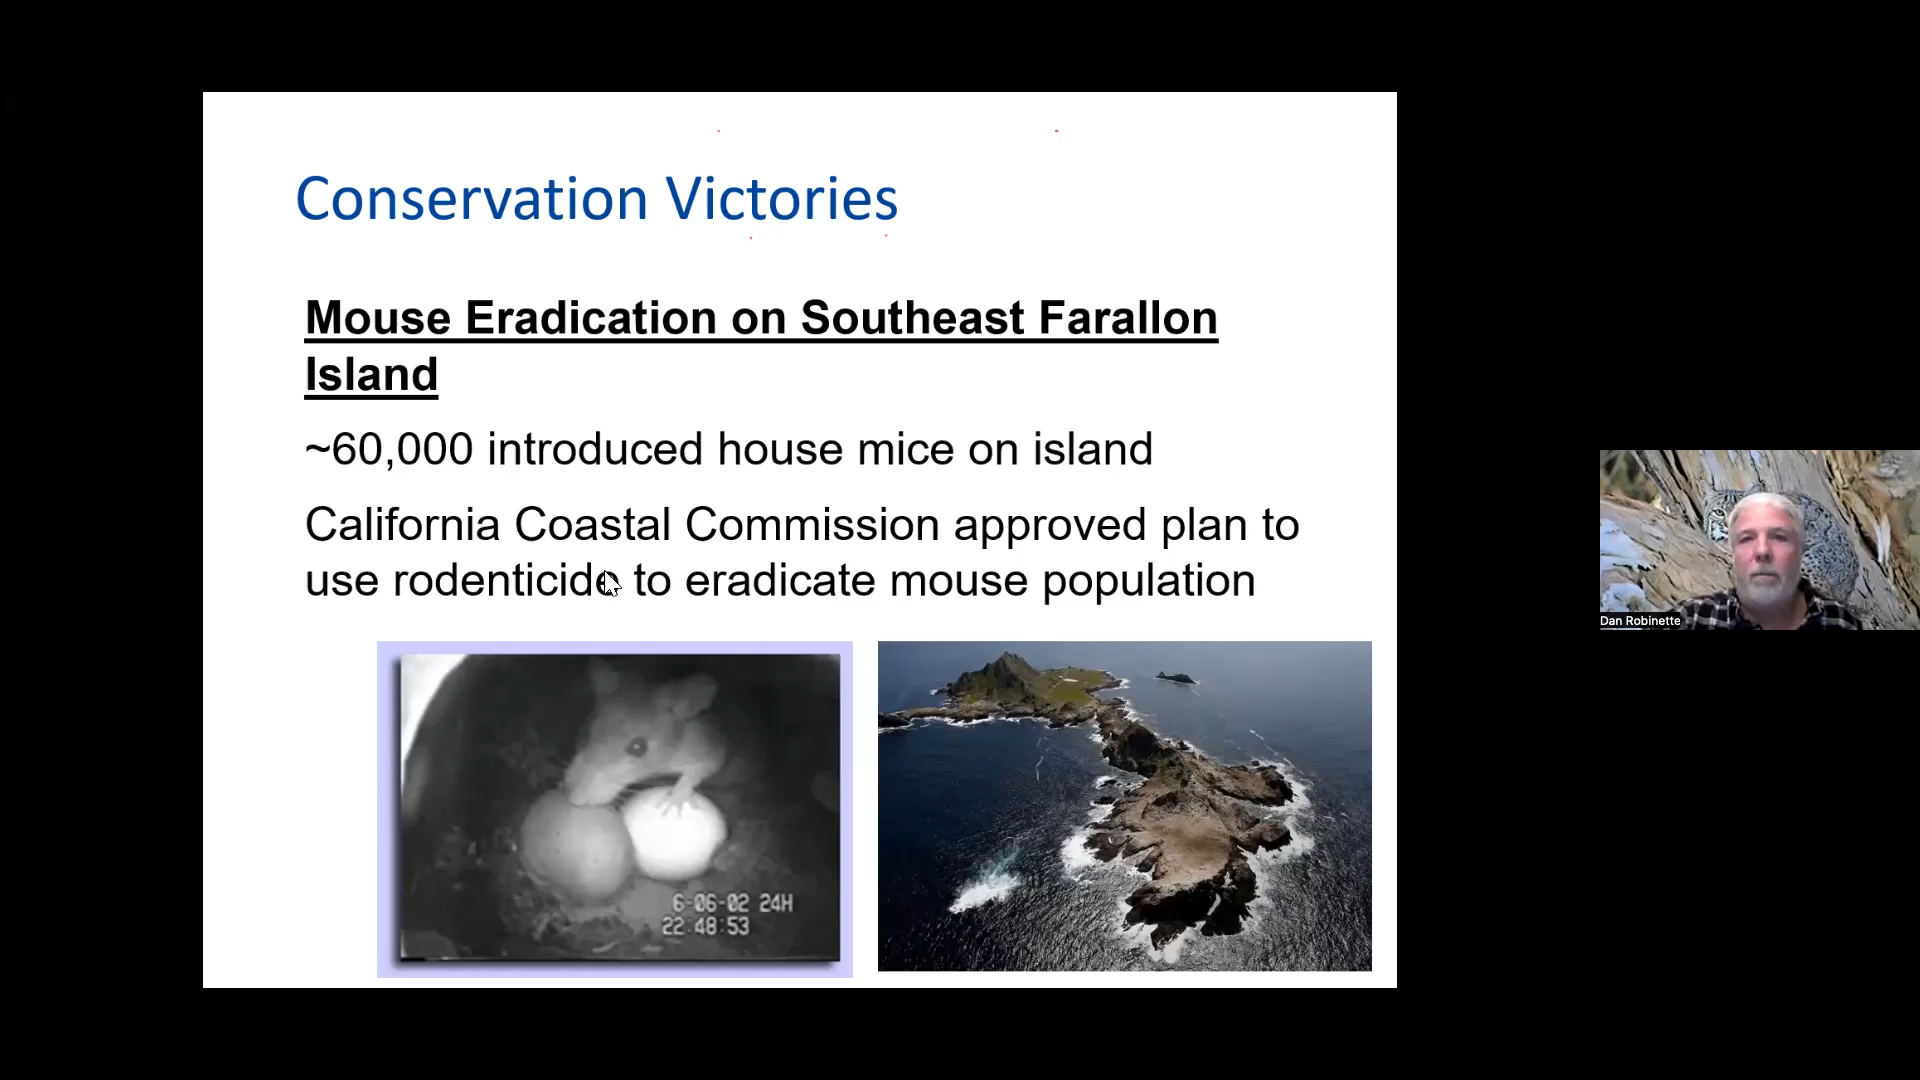 Conservation Victories
Mouse Eradication on Southeast Farallon
Island
~60,000 introduced house mice on island
California Coastal Commission approved plan to
use rodenticide to eradicate mouse population
6-06-02 24H
22:48:53
Dan Robinette